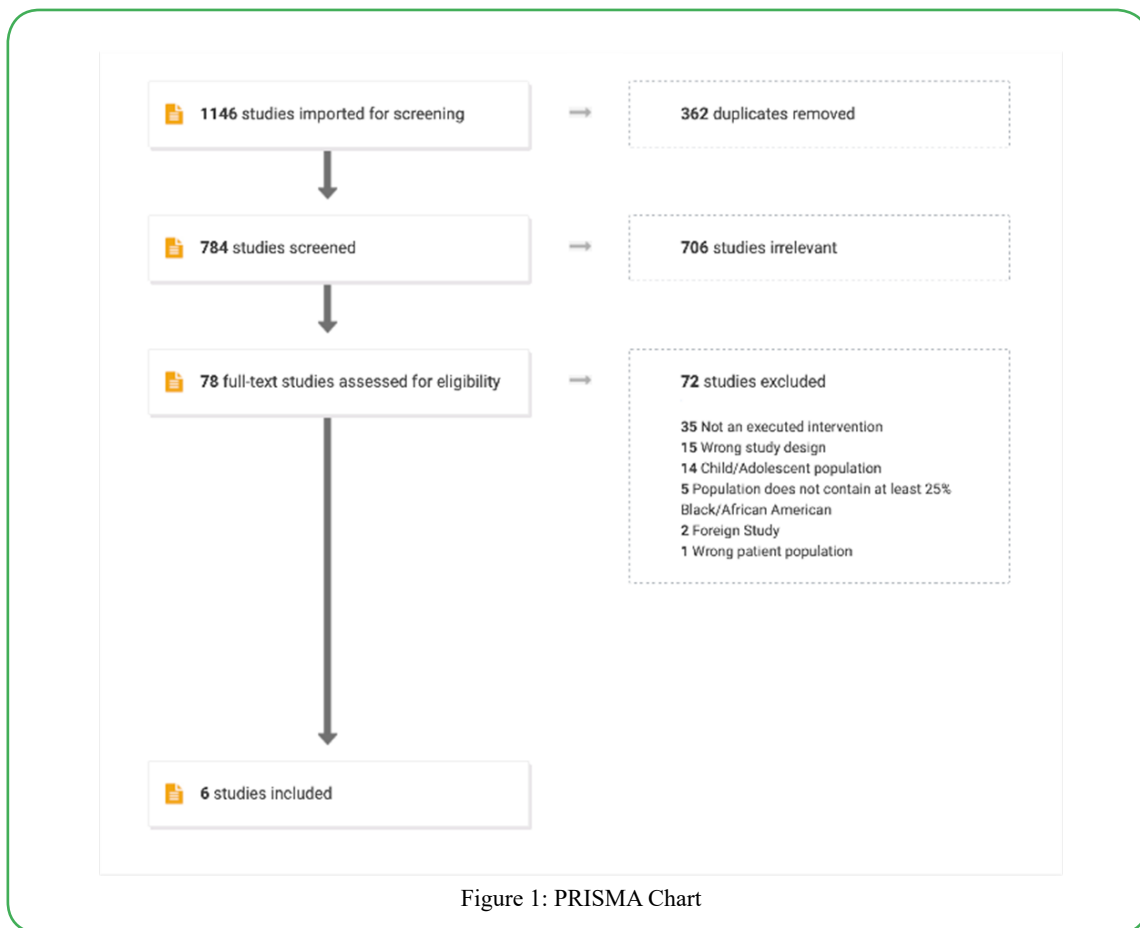 1146 studies imported for screening
362 duplicates removed
784 studies screened
706 studies irrelevant
78 full-text studies assessed for eligibility
72 studies excluded
35 Not an executed intervention
15 Wrong study design
14 Child/Adolescent population
5 Population does not contain at least 25%
Black/African American
2 Foreign Study
1 Wrong patient population
6 studies included
Figure 1: PRISMA Chart